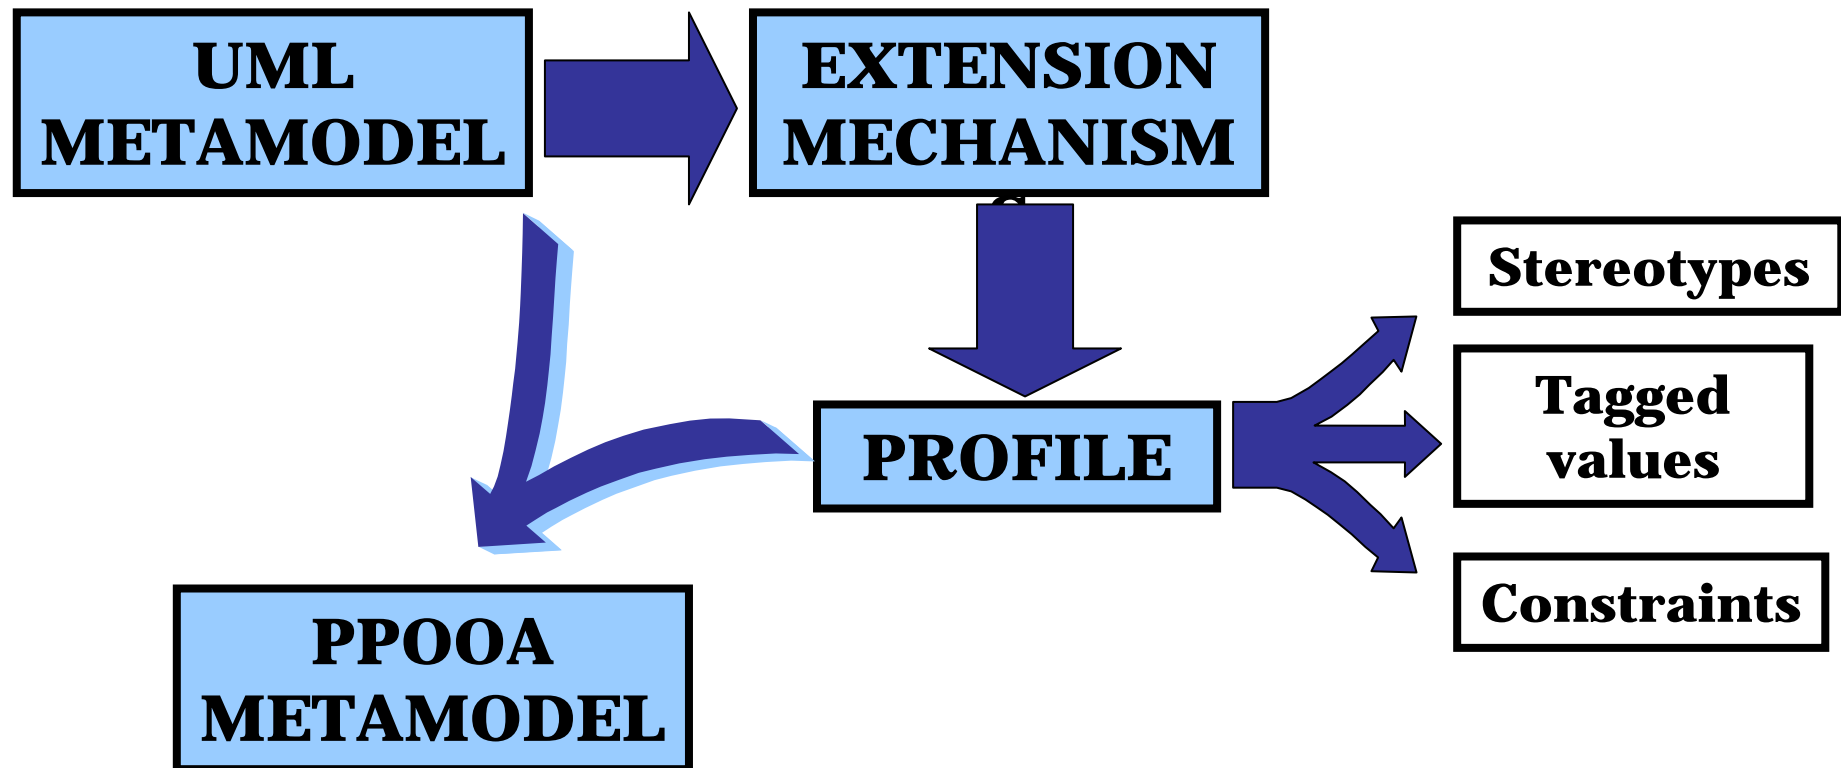 UML
METAMODEL
EXTENSION
MECHANISM
S
Stereotypes
Tagged
values
PROFILE
Constraints
PPOOA
METAMODEL